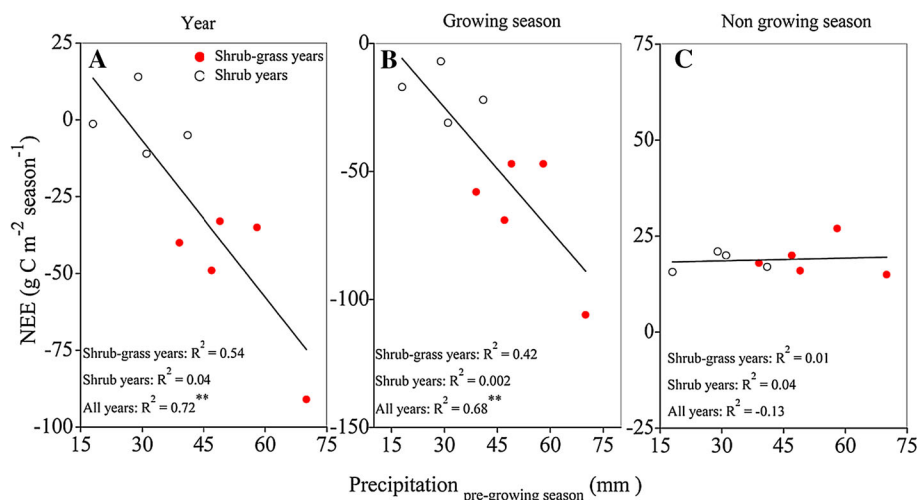 Year
Growing season
Non growing season
NEE (g C m⁻² season⁻¹)
A
Shrub-grass years
Shrub years
25
0
-25
-50
-75
-100
Shrub-grass years: R² = 0.54
Shrub years: R² = 0.04
All years: R² = 0.72**
15 30 45 60 75
B
0
-50
-100
-150
Shrub-grass years: R² = 0.42
Shrub years: R² = 0.002
All years: R² = 0.68**
15 30 45 60 75
C
75
50
25
0
-25
Shrub-grass years: R² = 0.01
Shrub years: R² = 0.04
All years: R² = -0.13
15 30 45 60 75
Precipitation pre-growing season (mm)